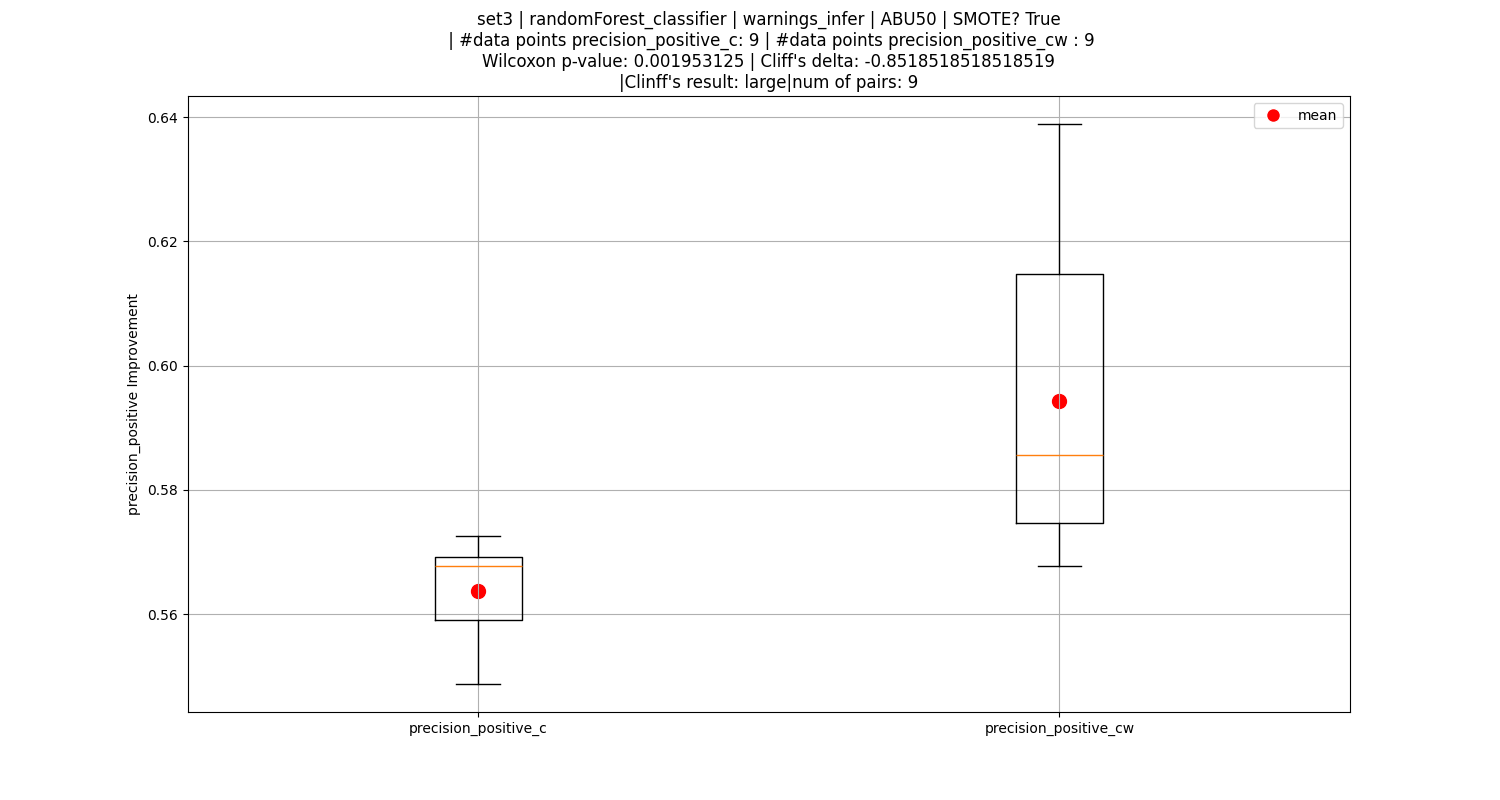 set3 | randomForest_classifier | warnings_infer | ABU50 | SMOTE? True
| #data points precision_positive_c: 9 | #data points precision_positive_cw : 9
Wilcoxon p-value: 0.001953125 | Cliff's delta: -0.8518518518518519
|Clinff's result: large|num of pairs: 9
mean
0.64
0.62
0.60
0.58
0.56
precision_positive Improvement
precision_positive_c
precision_positive_cw